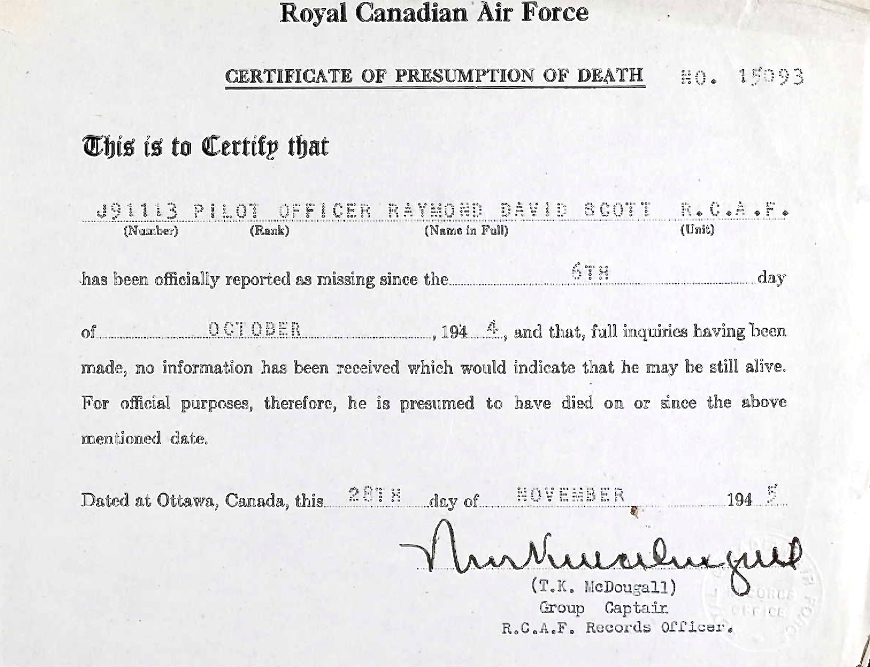 Royal Canadian Air Force
CERTIFICATE OF PRESUMPTION OF DEATH NO. 15093
This is to Certify that
J91113 PILOT OFFICER RAYMOND DAVID SCOTT R.C.A.F.
(Number) (Rank) (Name in Full) (Unit)
has been officially reported as missing since the 6TH day
of OCTOBER, 194 4, and that, full inquiries having been
made, no information has been received which would indicate that he may be still alive.
For official purposes, therefore, he is presumed to have died on or since the above
mentioned date.
Dated at Ottawa, Canada, this 28TH day of NOVEMBER 194 5
(T.K. McDougall)
Group Captain
R.C.A.F. Records Officer.